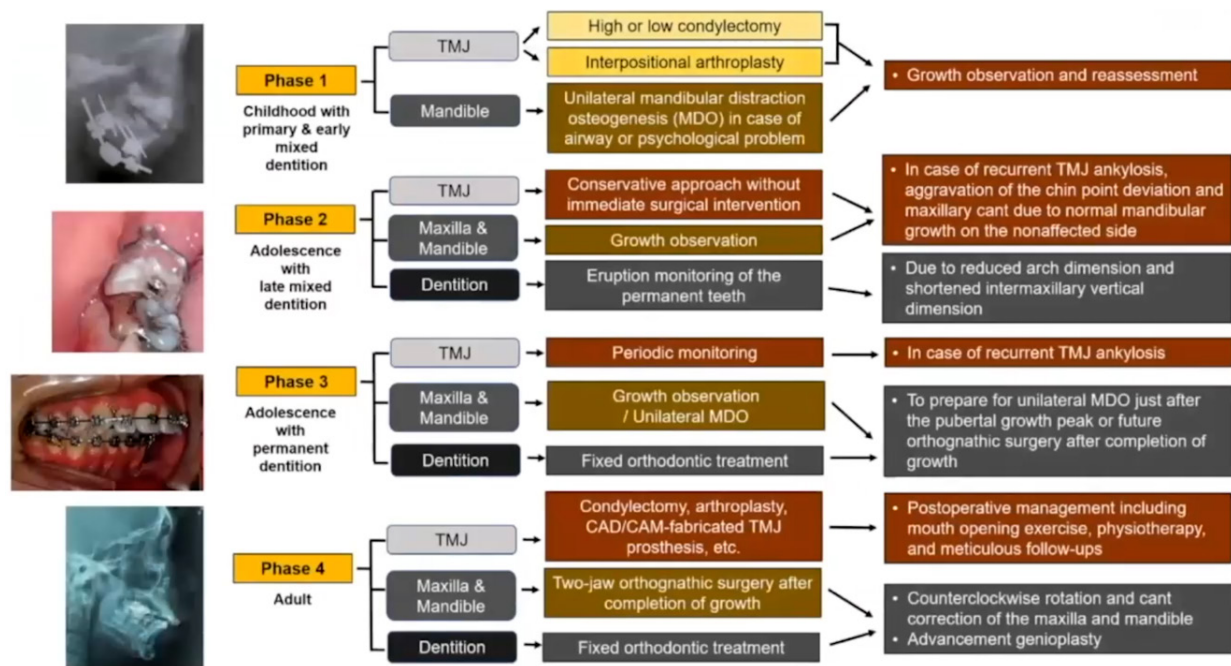 TMJ
High or low condylectomy
Interpositional arthroplasty
Phase 1
Childhood with
primary & early
mixed
dentition
Mandible
Unilateral mandibular distraction
osteogenesis (MDO) in case of
airway or psychological problem
• Growth observation and reassessment
Phase 2
Adolescence
with
late mixed
dentition
TMJ
Conservative approach without
immediate surgical intervention
Maxilla &
Mandible
Growth observation
• In case of recurrent TMJ ankylosis,
aggravation of the chin point deviation and
maxillary cant due to normal mandibular
growth on the nonaffected side
Dentition
Eruption monitoring of the
permanent teeth
• Due to reduced arch dimension and
shortened intermaxillary vertical
dimension
Phase 3
Adolescence
with
permanent
dentition
TMJ
Periodic monitoring
• In case of recurrent TMJ ankylosis
Maxilla &
Mandible
Growth observation
/ Unilateral MDO
Dentition
Fixed orthodontic treatment
• To prepare for unilateral MDO just after
the pubertal growth peak or future
orthognathic surgery after completion of
growth
Phase 4
Adult
TMJ
Condylectomy, arthroplasty,
CAD/CAM-fabricated TMJ
prosthesis, etc.
• Postoperative management including
mouth opening exercise, physiotherapy,
and meticulous follow-ups
Maxilla &
Mandible
Two-jaw orthognathic surgery after
completion of growth
Dentition
Fixed orthodontic treatment
• Counterclockwise rotation and cant
correction of the maxilla and mandible
• Advancement genioplasty